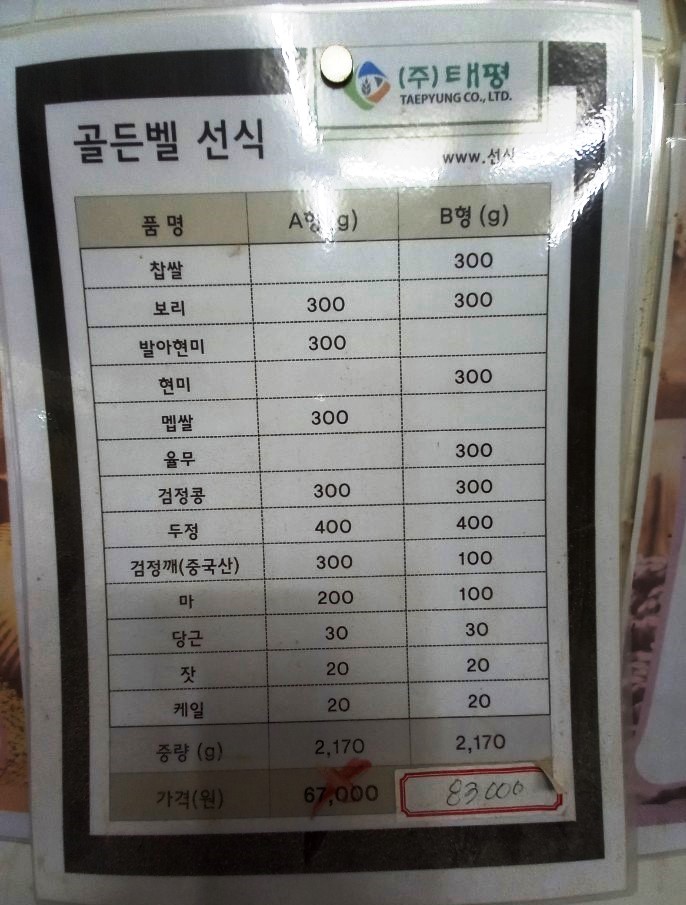 (주)태평
TAEPYUNG CO., LTD.
골든벨 선식
www.선식
품 명 A형(g) B형 (g)
찹쌀 300
보리 300 300
발아현미 300
현미 300
멥쌀 300
율무 300
검정콩 300 300
두정 400 400
검정깨(중국산) 300 100
마 200 100
당근 30 30
잣 20 20
케일 20 20
중량 (g) 2,170 2,170
가격(원) 67,000 83000